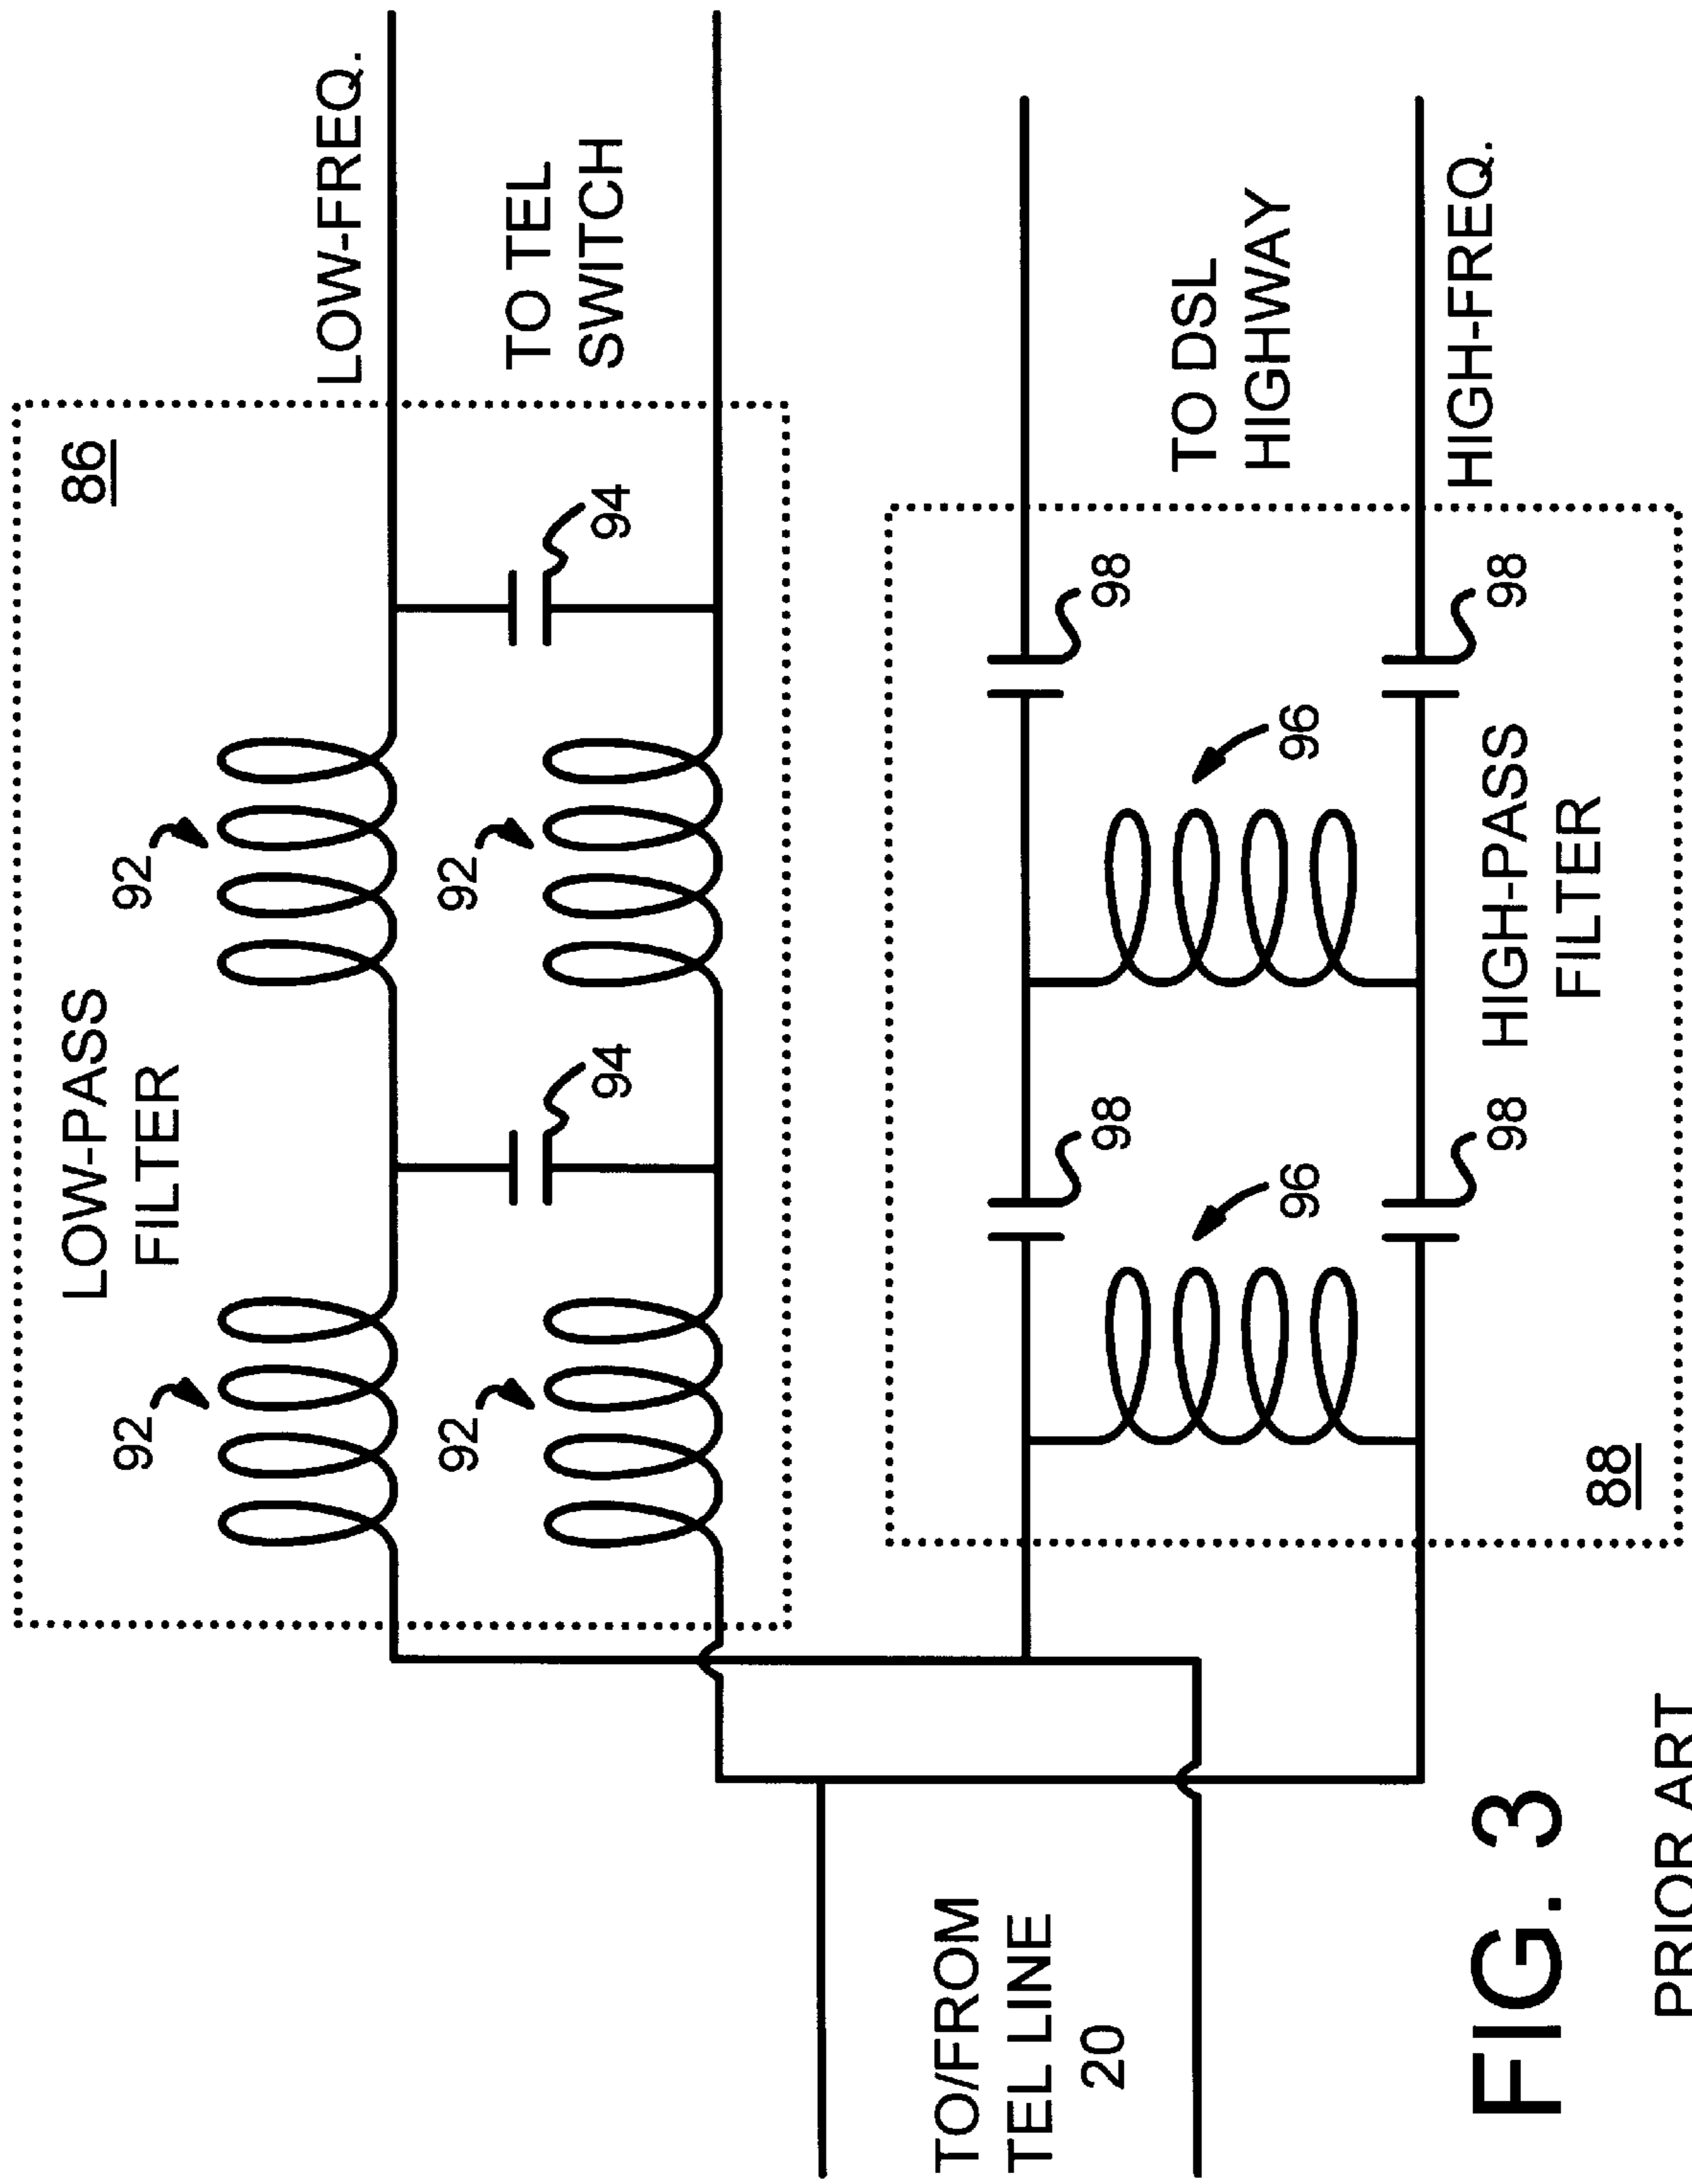 LOW-PASS
FILTER
86
92
92
92
92
94
94
LOW-FREQ.
TO TEL
SWITCH
TO/FROM
TEL LINE
20
98
98
96
96
98
98
TO DSL
HIGHWAY
HIGH-FREQ.
HIGH-PASS
FILTER
88
FIG. 3
PRIOR ART